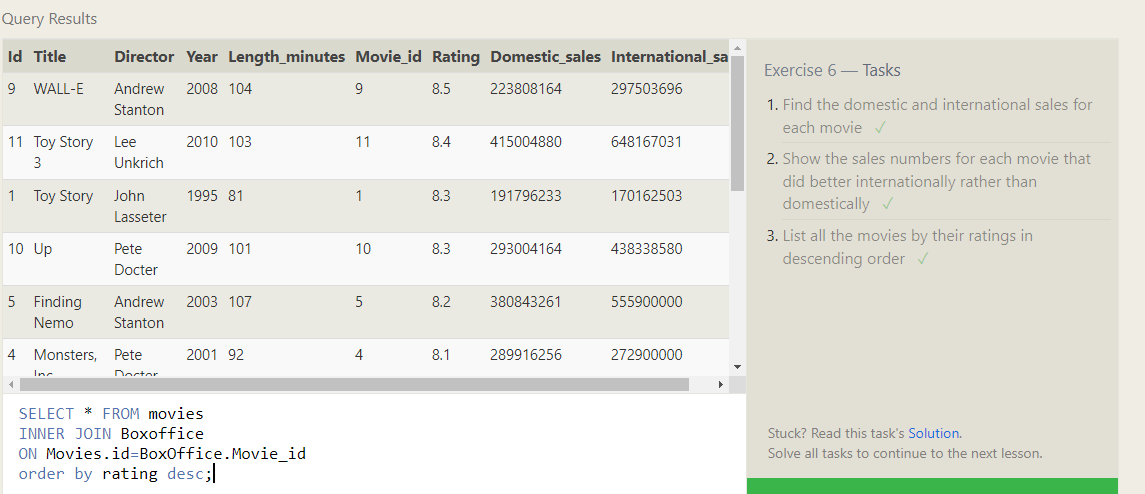 Query Results
Id Title Director Year Length_minutes Movie_id Rating Domestic_sales International_sa
9 WALL-E Andrew 2008 104 9 8.5 223808164 297503696
Stanton
11 Toy Story Lee 2010 103 11 8.4 415004880 648167031
3 Unkrich
1 Toy Story John 1995 81 1 8.3 191796233 170162503
Lasseter
10 Up Pete 2009 101 10 8.3 293004164 438338580
Docter
5 Finding Andrew 2003 107 5 8.2 380843261 555900000
Nemo Stanton
4 Monsters, Pete 2001 92 4 8.1 289916256 272900000
Inc. Docter
SELECT * FROM movies
INNER JOIN Boxoffice
ON Movies.id=BoxOffice.Movie_id
order by rating desc;
Exercise 6 — Tasks
1. Find the domestic and international sales for
each movie ✓
2. Show the sales numbers for each movie that
did better internationally rather than
domestically ✓
3. List all the movies by their ratings in
descending order ✓
Stuck? Read this task's Solution.
Solve all tasks to continue to the next lesson.